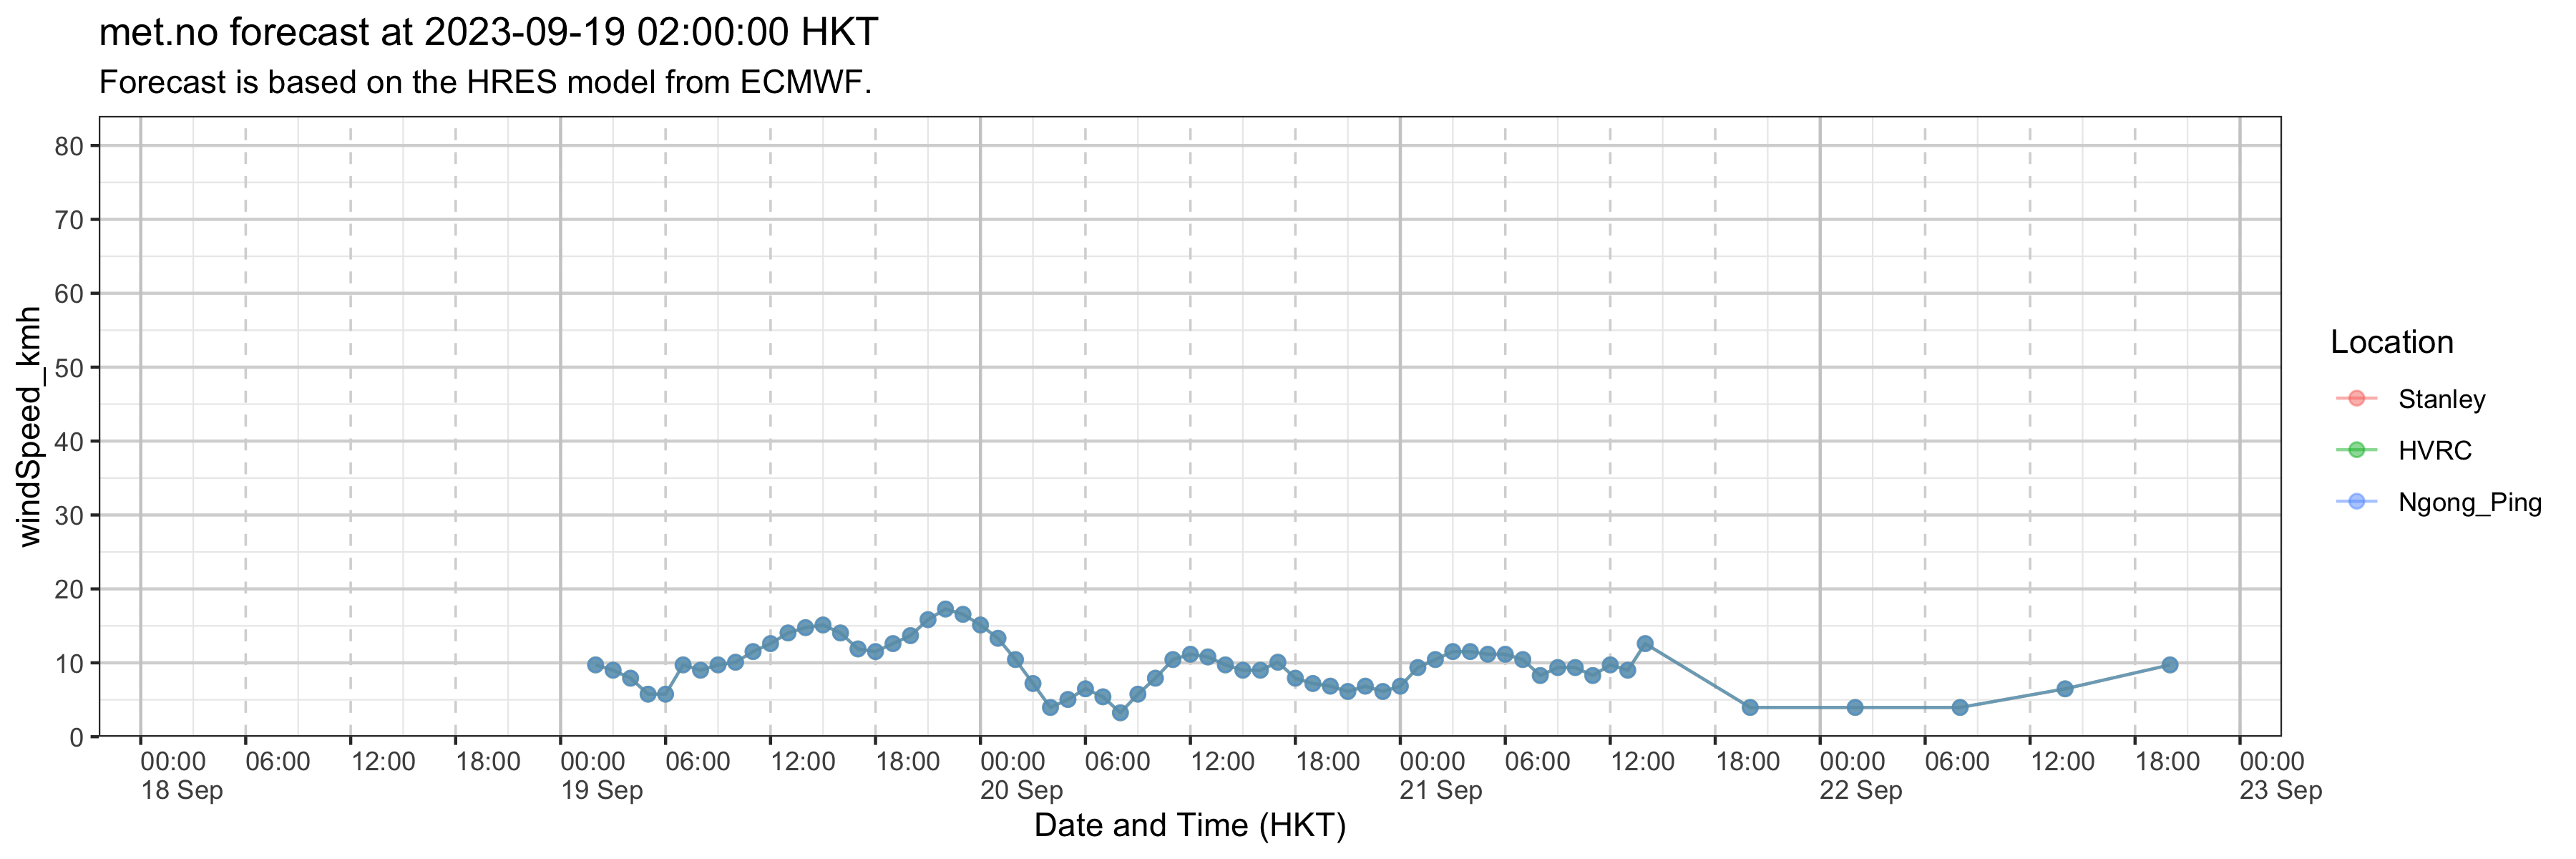 met.no forecast at 2023-09-19 02:00:00 HKT
Forecast is based on the HRES model from ECMWF.
windSpeed_kmh
80
70
60
50
40
30
20
10
0
00:00 06:00 12:00 18:00 00:00 06:00 12:00 18:00 00:00 06:00 12:00 18:00 00:00 06:00 12:00 18:00 00:00 06:00 12:00 18:00 00:00
18 Sep 19 Sep 20 Sep 21 Sep 22 Sep 23 Sep
Date and Time (HKT)
Location
Stanley
HVRC
Ngong_Ping